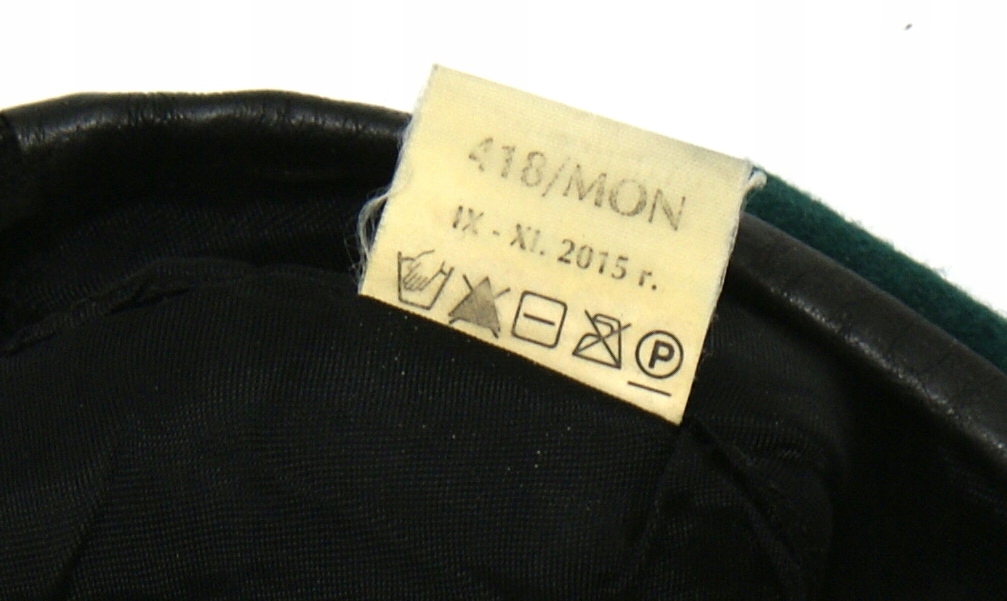 418/MON
IX - XI. 2015 r.
P